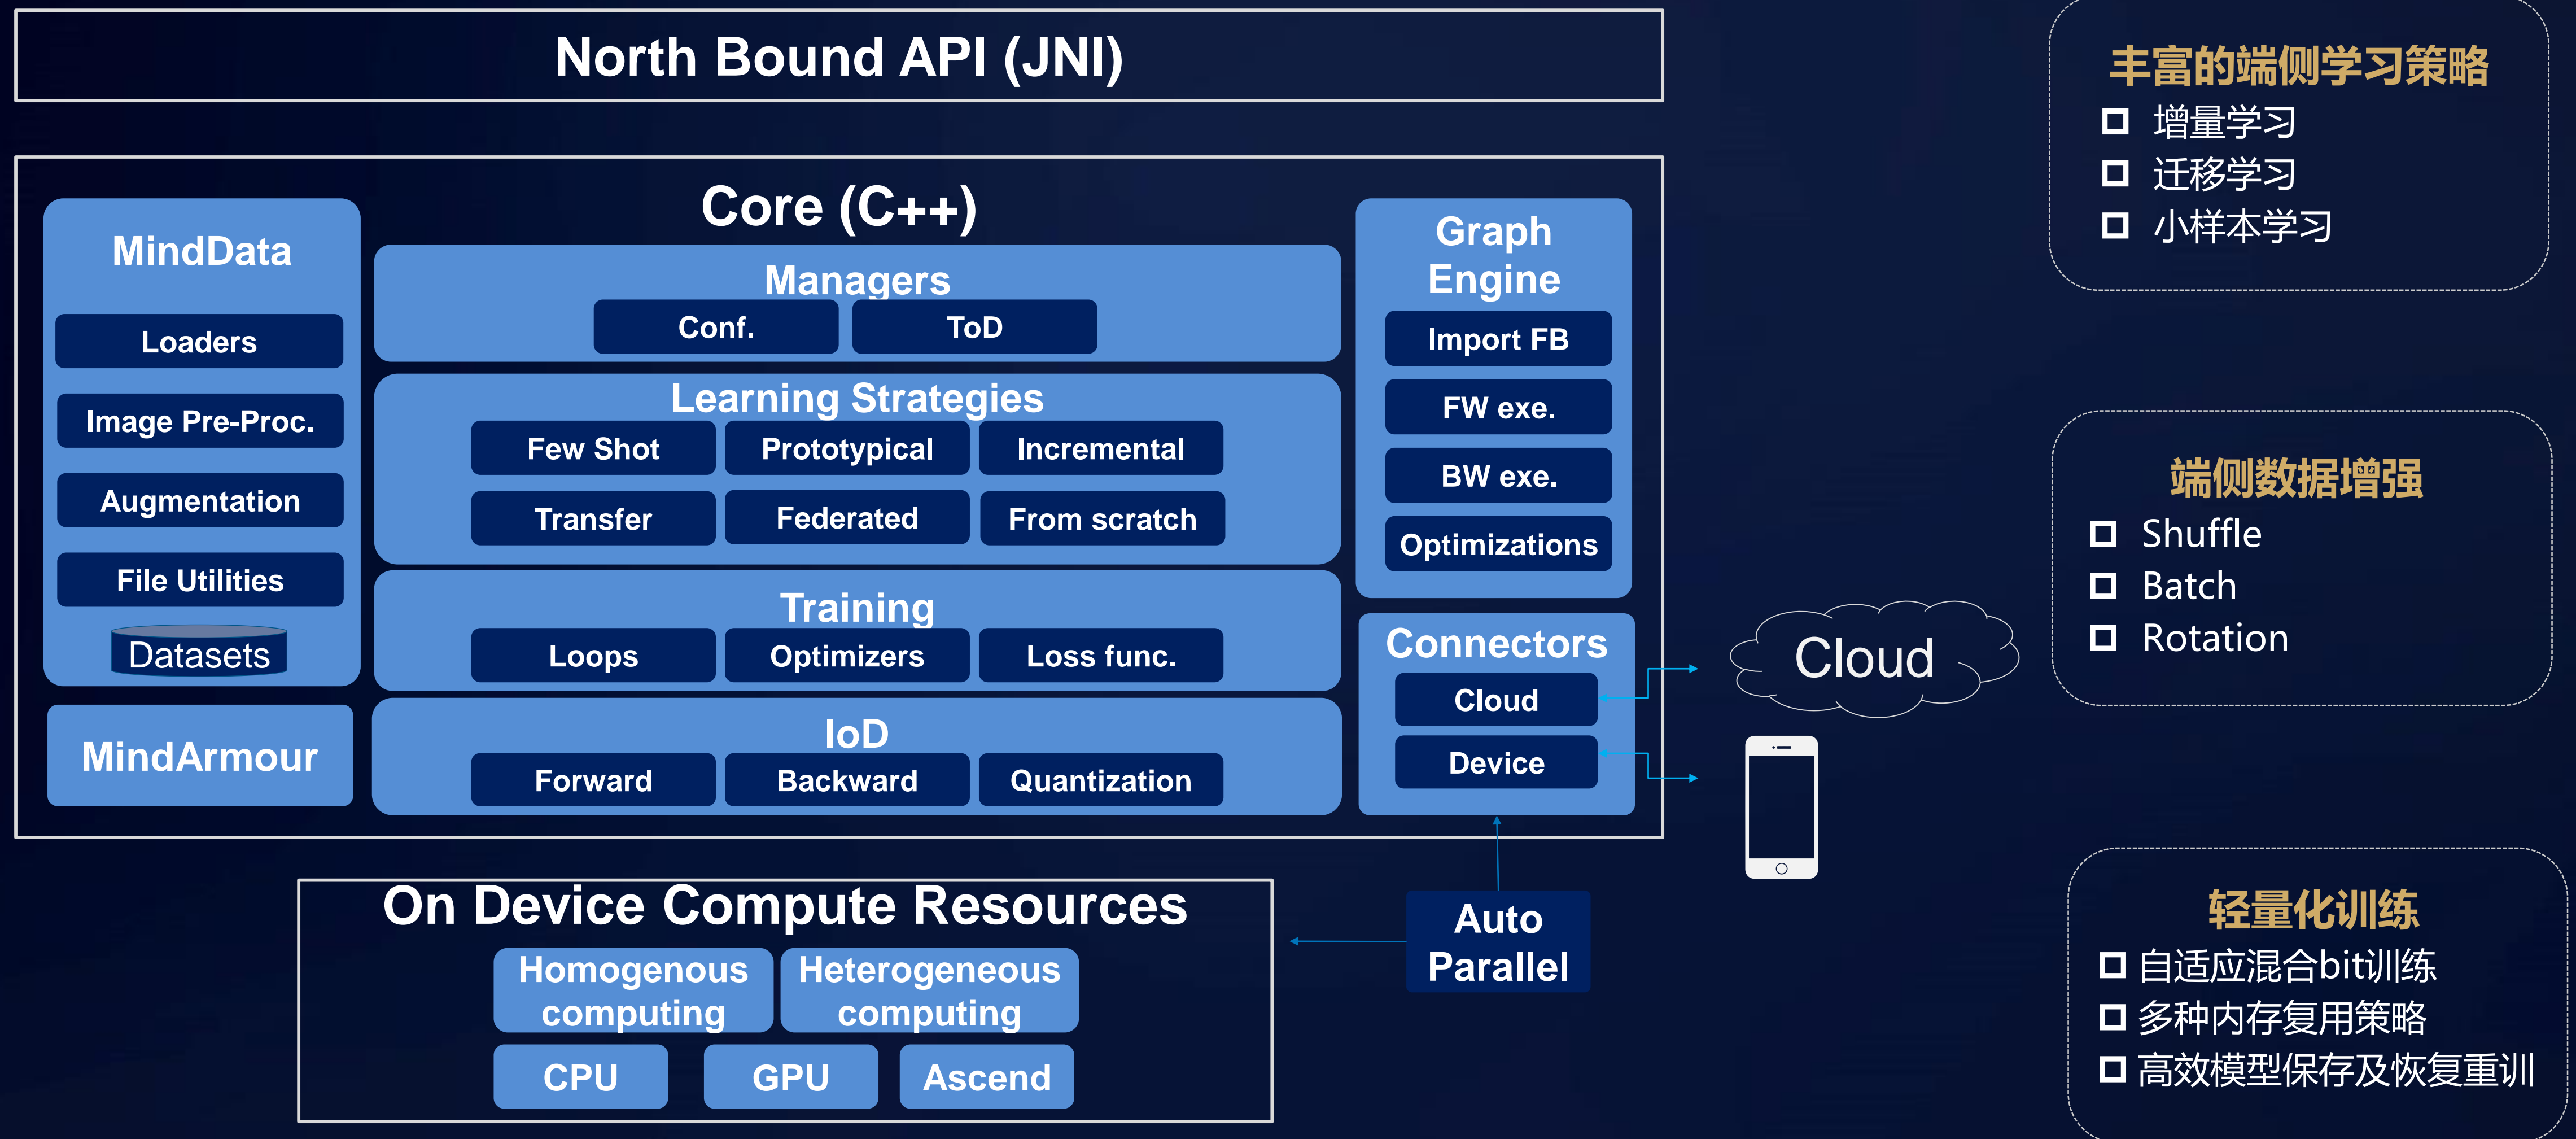 North Bound API (JNI)
Core (C++)
MindData
Loaders
Image Pre-Proc.
Augmentation
File Utilities
Datasets
MindArmour
Managers
Conf.
ToD
Learning Strategies
Few Shot
Prototypical
Incremental
Transfer
Federated
From scratch
Training
Loops
Optimizers
Loss func.
IoD
Forward
Backward
Quantization
Graph
Engine
Import FB
FW exe.
BW exe.
Optimizations
Connectors
Cloud
Device
Cloud
On Device Compute Resources
Homogenous
computing
Heterogeneous
computing
CPU
GPU
Ascend
Auto
Parallel
丰富的端侧学习策略
增量学习
迁移学习
小样本学习
端侧数据增强
Shuffle
Batch
Rotation
轻量化训练
自适应混合bit训练
多种内存复用策略
高效模型保存及恢复重训